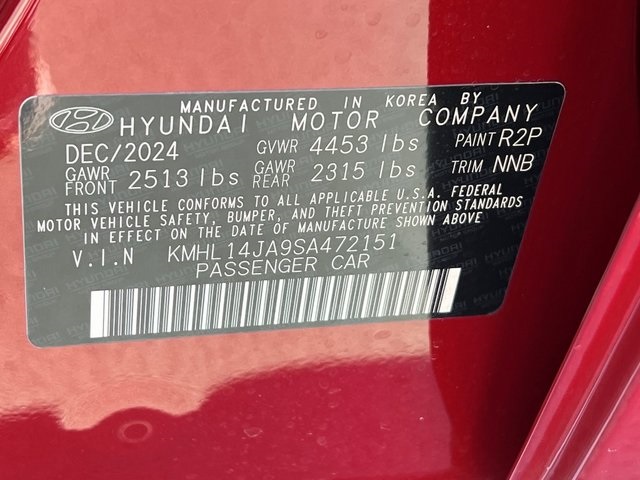 MANUFACTURED IN KOREA BY
HYUNDAI MOTOR COMPANY
DEC/2024 GVWR 4453 lbs PAINT R2P
GAWR FRONT 2513 lbs GAWR REAR 2315 lbs TRIM NNB
THIS VEHICLE CONFORMS TO ALL APPLICABLE U.S.A. FEDERAL
MOTOR VEHICLE SAFETY, BUMPER, AND THEFT PREVENTION STANDARDS
IN EFFECT ON THE DATE OF MANUFACTURE SHOWN ABOVE
V.I.N KMHL14JA9SA472151
PASSENGER CAR